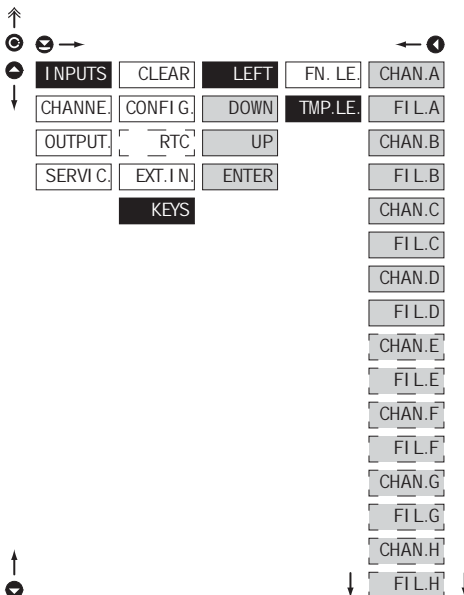 INPUTS CLEAR LEFT FN. LE. CHAN.A
CHANNE. CONFIG. DOWN TMP.LE. FIL.A
OUTPUT. RTC UP CHAN.B
SERVIC. EXT.IN. ENTER FIL.B
KEYS CHAN.C
FIL.C
CHAN.D
FIL.D
CHAN.E
FIL.E
CHAN.F
FIL.F
CHAN.G
FIL.G
CHAN.H
FIL.H